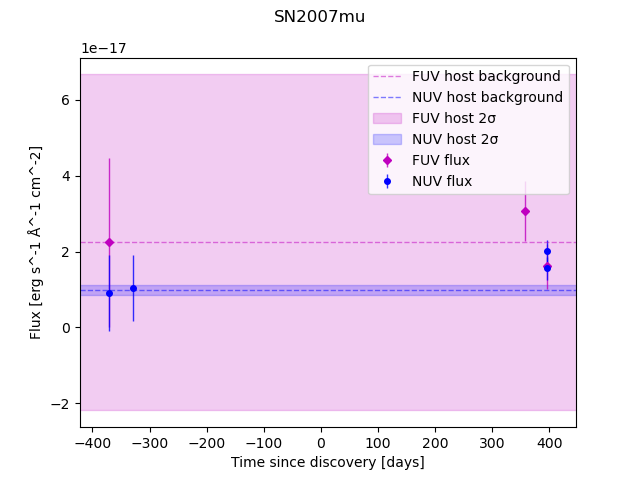 SN2007mu
1e−17
FUV host background
NUV host background
FUV host 2σ
NUV host 2σ
FUV flux
NUV flux
6
4
2
0
−2
Flux [erg s^-1 Å^-1 cm^-2]
−400 −300 −200 −100 0 100 200 300 400
Time since discovery [days]